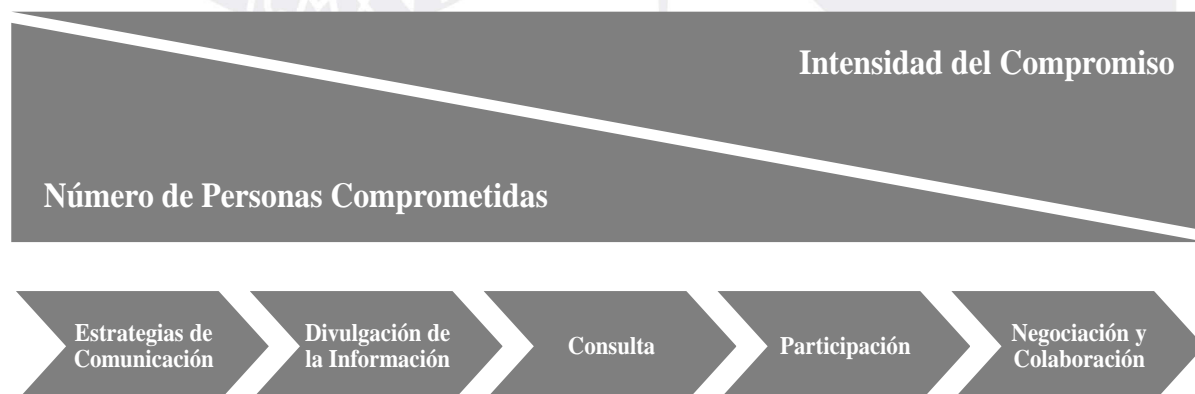 Intensidad del Compromiso
Número de Personas Comprometidas
Estrategias de
Comunicación
Divulgación de
la Información
Consulta
Participación
Negociación y
Colaboración